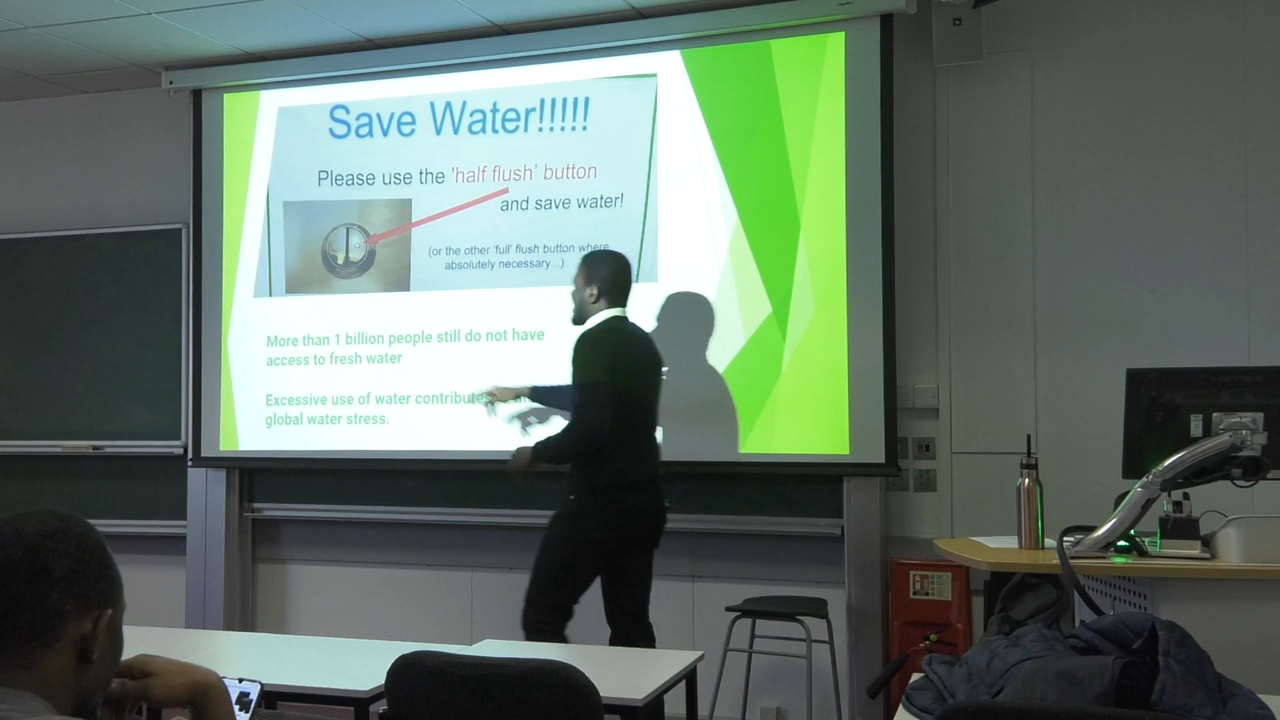 Save Water!!!!!
Please use the 'half flush' button
and save water!
(or the other 'full' flush button where
absolutely necessary...)
More than 1 billion people still do not have
access to fresh water
Excessive use of water contributes
global water stress.